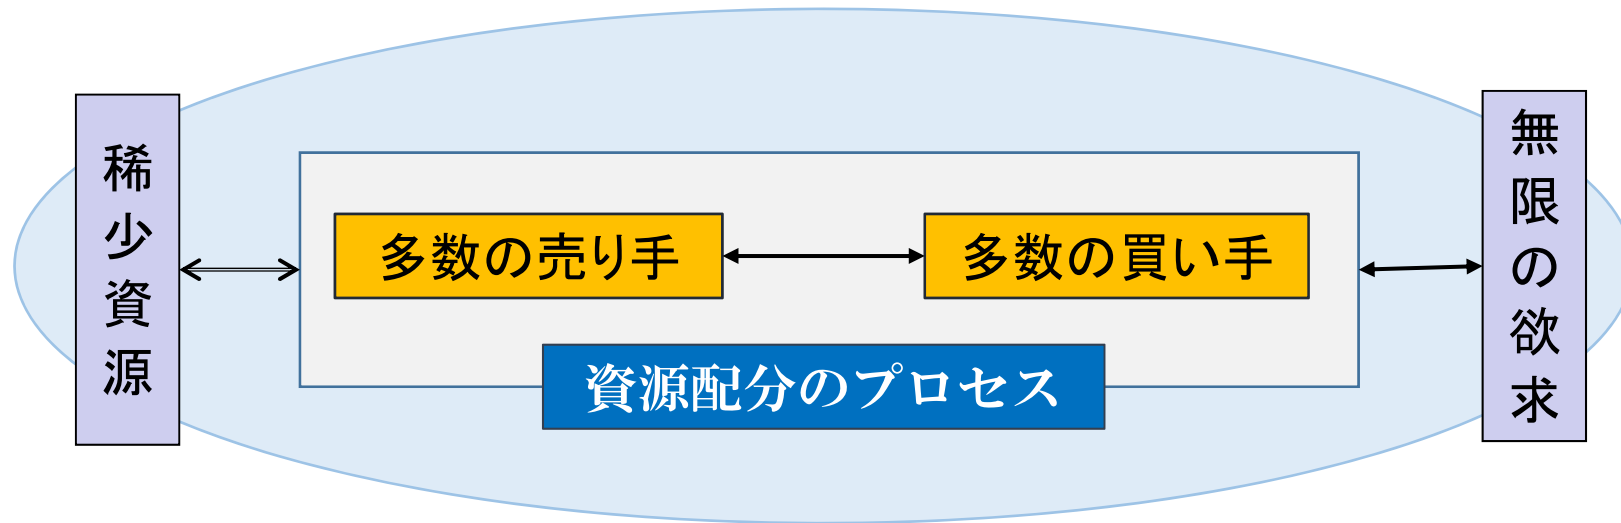 稀少資源
多数の売り手
多数の買い手
資源配分のプロセス
無限の欲求